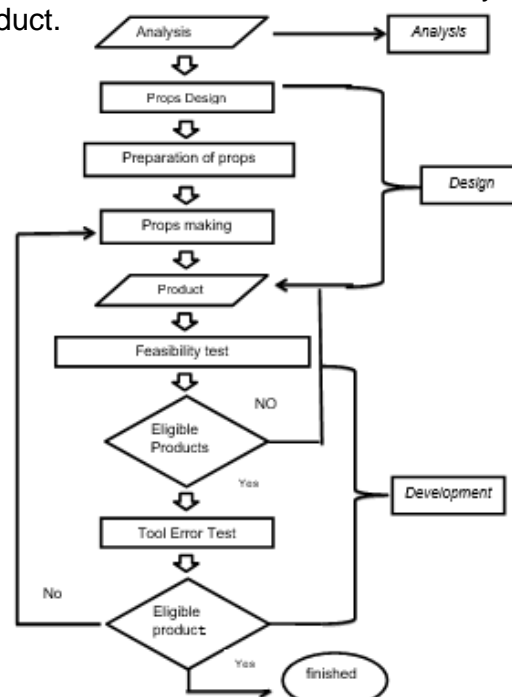 duct.
Analysis
Analysis
Props Design
Preparation of props
Design
Props making
Product
Feasibility test
NO
Eligible
Products
Yes
Development
Tool Error Test
No
Eligible
product
Yes
finished